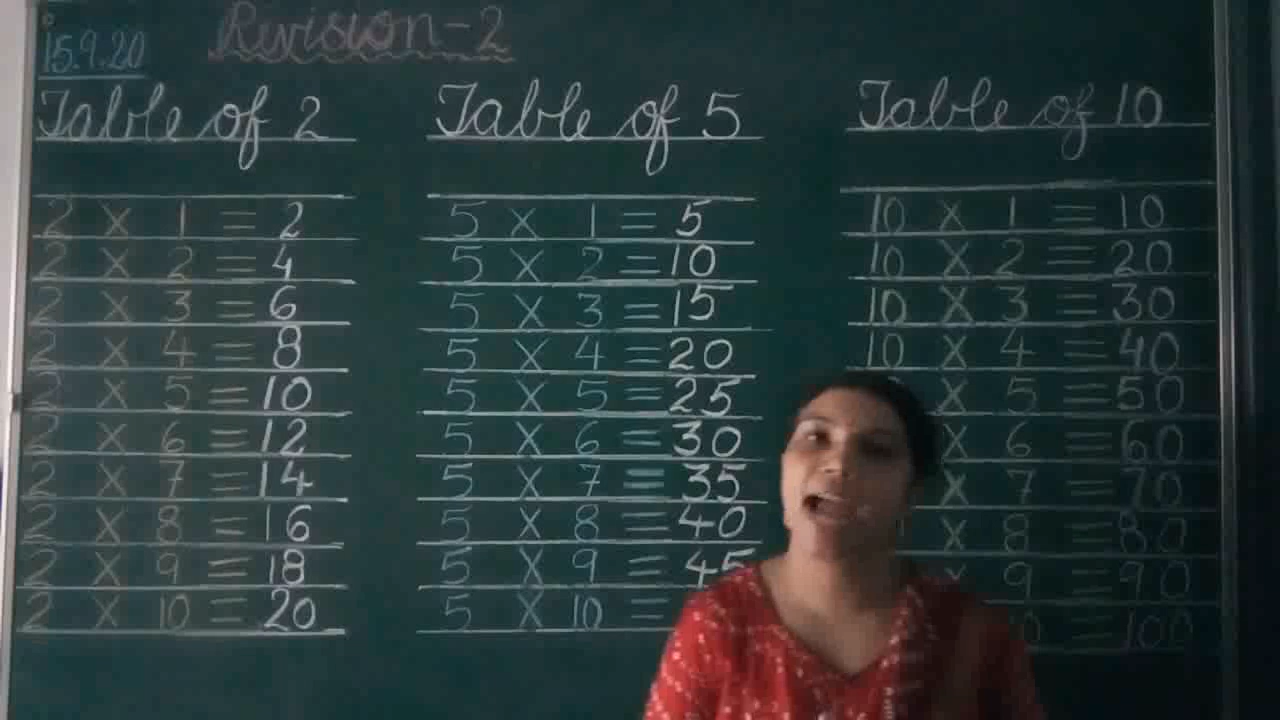 15.9.20
Revision-2
Table of 2
2 X 1 = 2
2 X 2 = 4
2 X 3 = 6
2 X 4 = 8
2 X 5 = 10
2 X 6 = 12
2 X 7 = 14
2 X 8 = 16
2 X 9 = 18
2 X 10 = 20
Table of 5
5 X 1 = 5
5 X 2 = 10
5 X 3 = 15
5 X 4 = 20
5 X 5 = 25
5 X 6 = 30
5 X 7 = 35
5 X 8 = 40
5 X 9 = 45
5 X 10 =
Table of 10
10 X 1 = 10
10 X 2 = 20
10 X 3 = 30
10 X 4 = 40
X 5 = 50
X 6 = 60
X 7 = 70
X 8 = 80
X 9 = 90
= 100